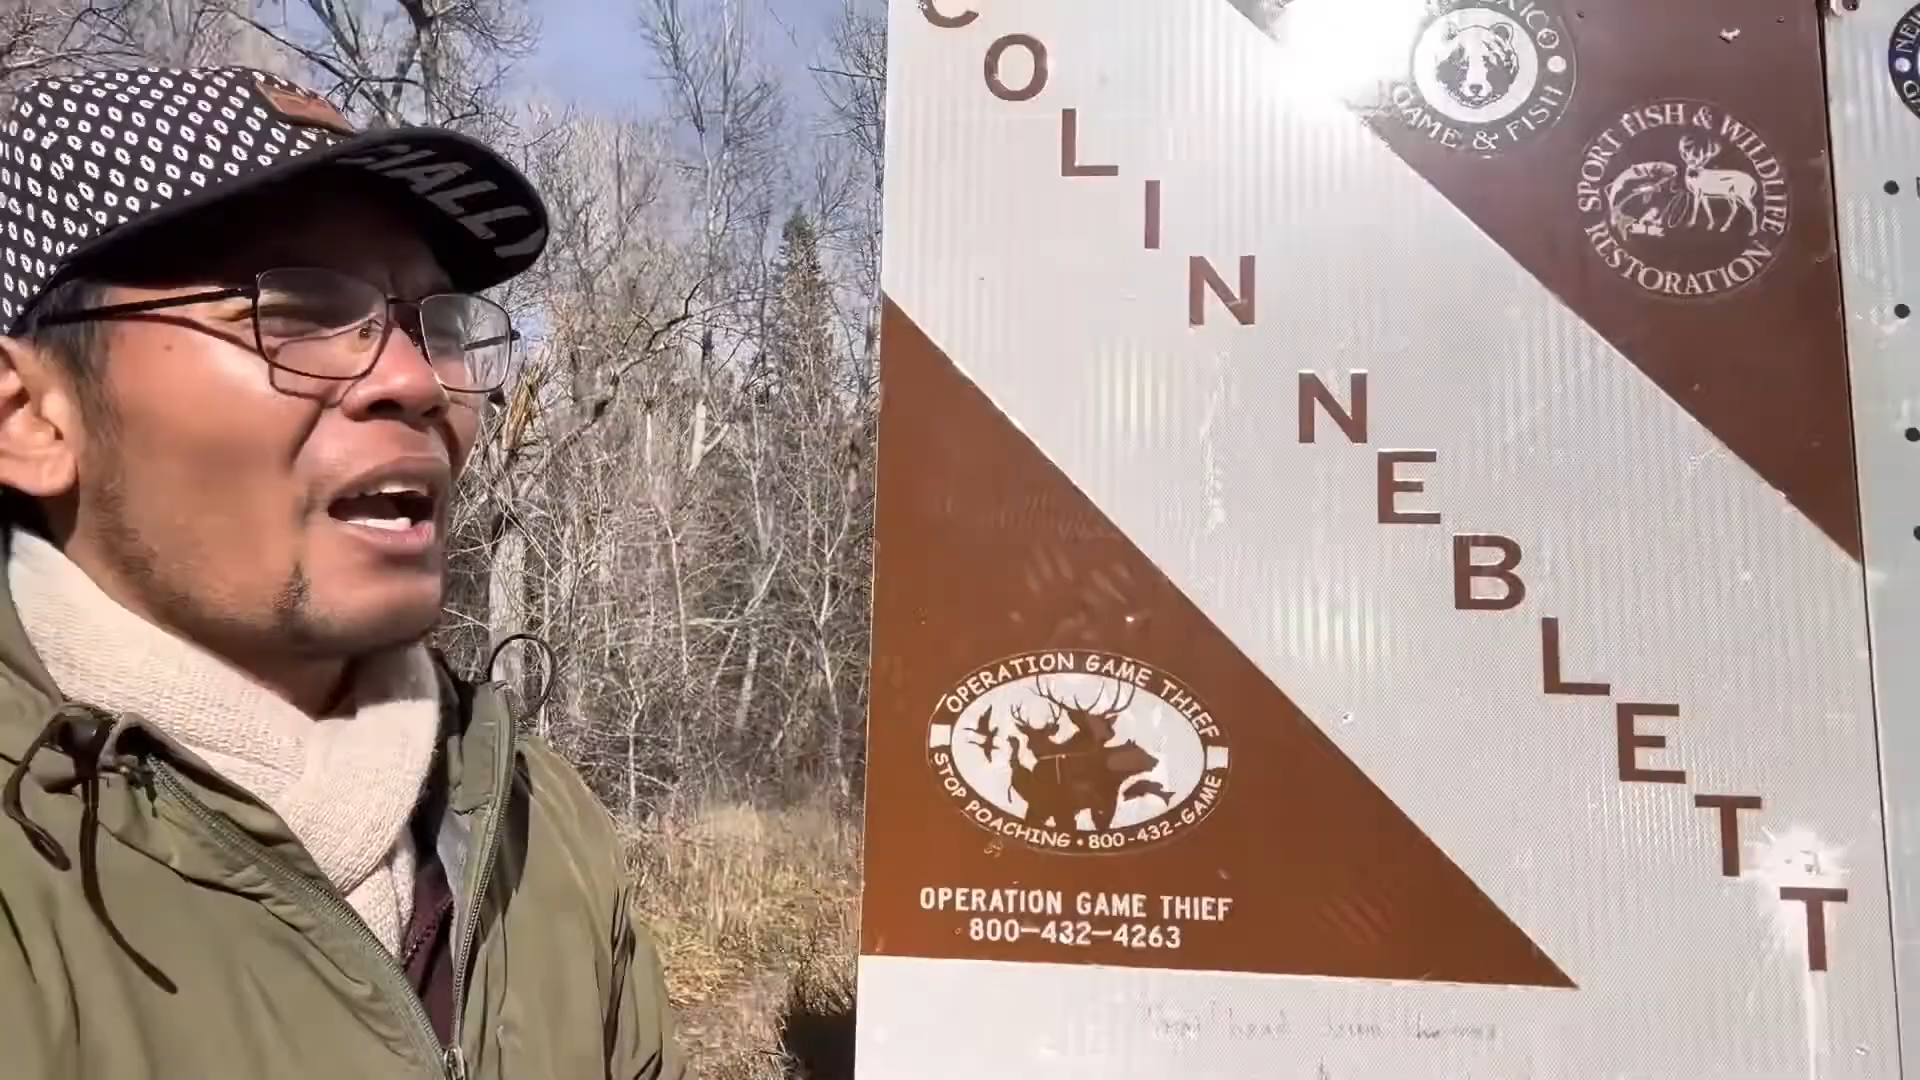 COLIN
NEBLETT
GAME & FISH
SPORT FISH & WILDLIFE
RESTORATION
OPERATION GAME THIEF
STOP POACHING • 800-432-GAME
OPERATION GAME THIEF
800-432-4263